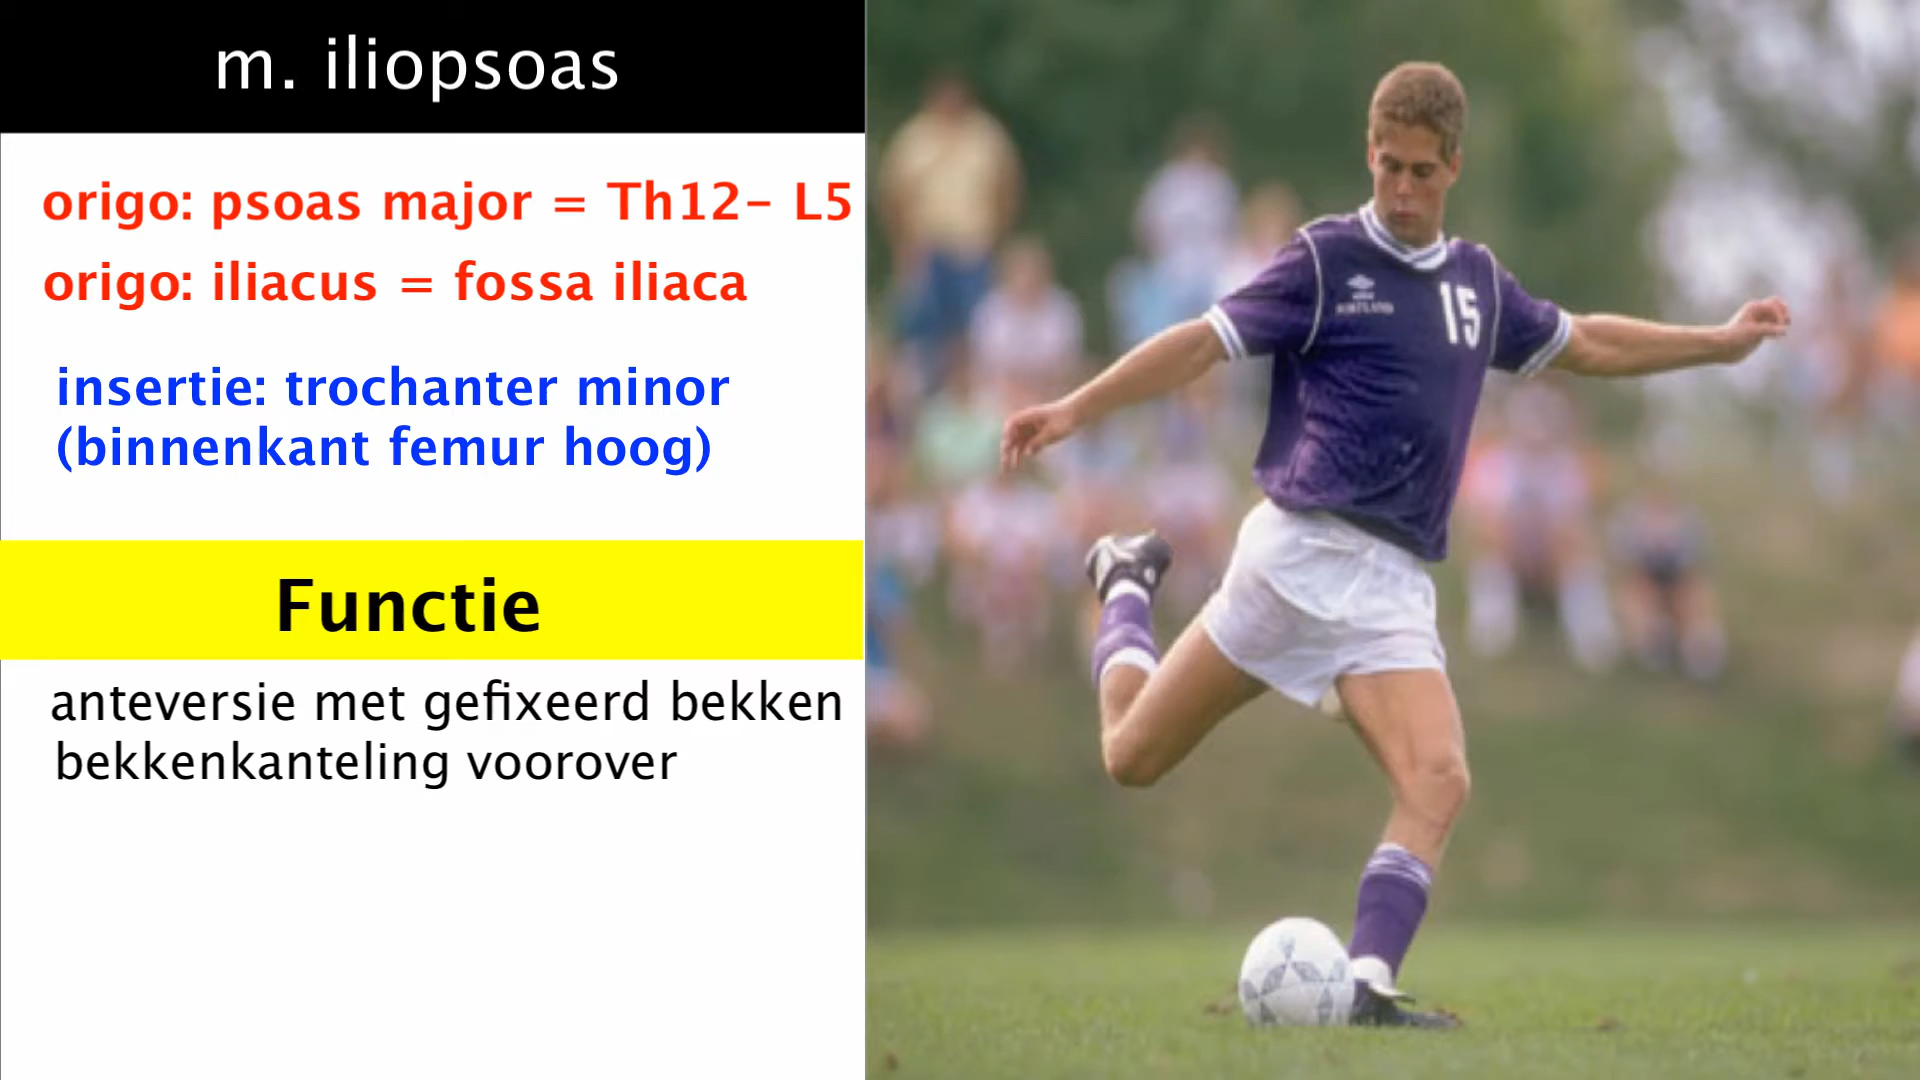 m. iliopsoas
origo: psoas major = Th12- L5
origo: iliacus = fossa iliaca
insertie: trochanter minor
(binnenkant femur hoog)
Functie
anteversie met gefixeerd bekken
bekkenkanteling voorover
15
PORTLAND